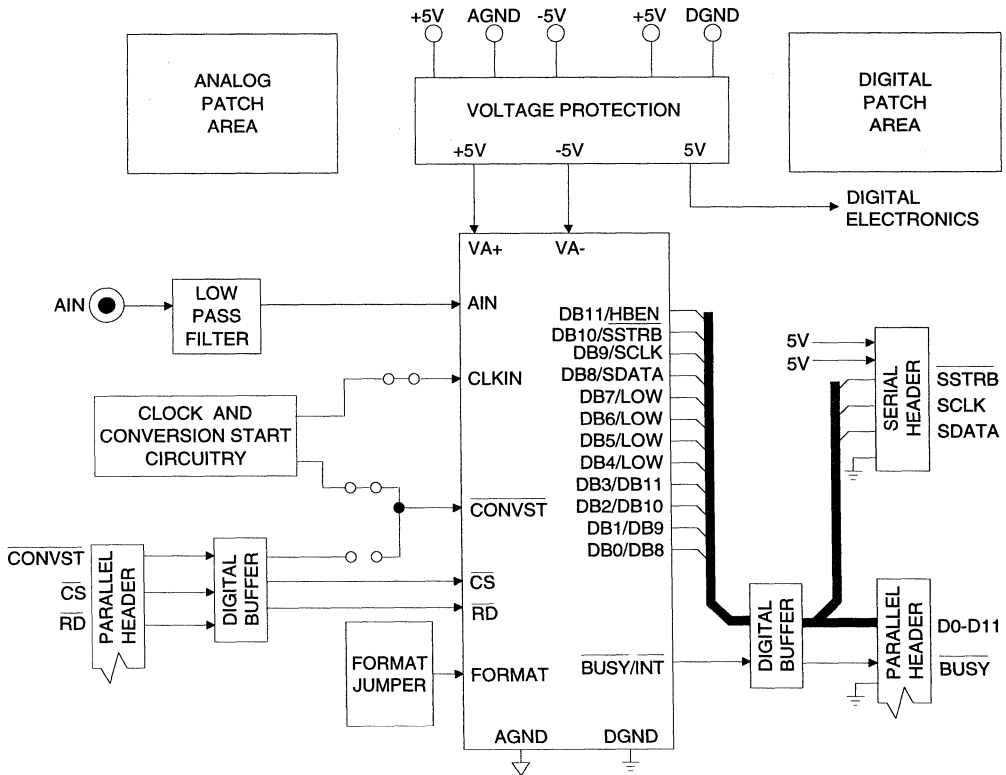 +5V AGND -5V +5V DGND
ANALOG
PATCH
AREA
VOLTAGE PROTECTION
+5V -5V 5V
DIGITAL
PATCH
AREA
DIGITAL
ELECTRONICS
VA+ VA-
AIN
LOW
PASS
FILTER
AIN
CLKIN
CLOCK AND
CONVERSION START
CIRCUITRY
CONVST
CONVST
CS
RD
PARALLEL
HEADER
DIGITAL
BUFFER
CS
RD
FORMAT
JUMPER
FORMAT
DB11/HBEN
DB10/SSTRB
DB9/SCLK
DB8/SDATA
DB7/LOW
DB6/LOW
DB5/LOW
DB4/LOW
DB3/DB11
DB2/DB10
DB1/DB9
DB0/DB8
BUSY/INT
AGND DGND
5V
5V
SERIAL
HEADER
SSTRB
SCLK
SDATA
DIGITAL
BUFFER
PARALLEL
HEADER
D0-D11
BUSY